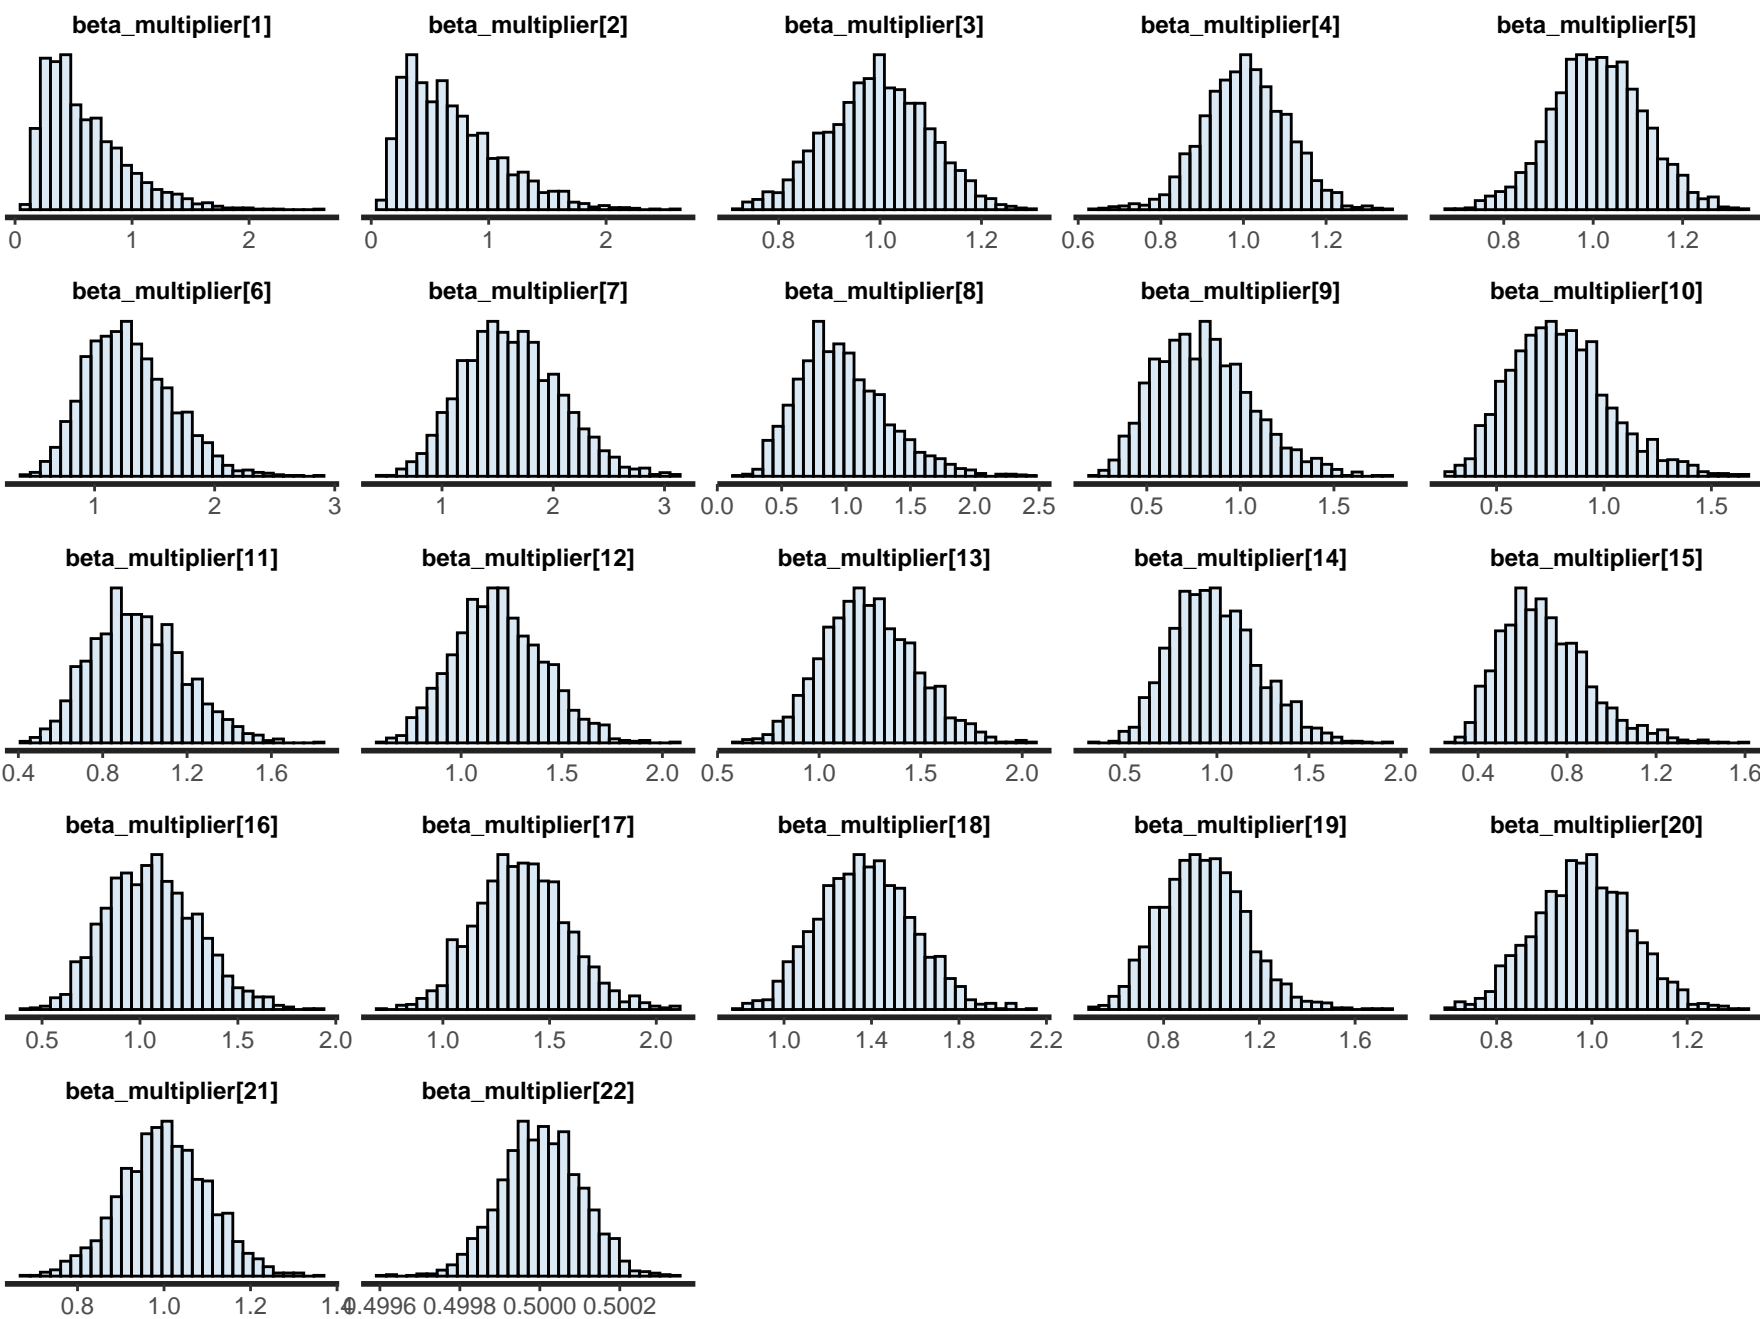 beta_multiplier[1] beta_multiplier[2] beta_multiplier[3] beta_multiplier[4] beta_multiplier[5]
0 1 2 0 1 2 0.8 1.0 1.2 0.6 0.8 1.0 1.2 0.8 1.0 1.2
beta_multiplier[6] beta_multiplier[7] beta_multiplier[8] beta_multiplier[9] beta_multiplier[10]
1 2 3 1 2 3 0.0 0.5 1.0 1.5 2.0 2.5 0.5 1.0 1.5 0.5 1.0 1.5
beta_multiplier[11] beta_multiplier[12] beta_multiplier[13] beta_multiplier[14] beta_multiplier[15]
0.4 0.8 1.2 1.6 1.0 1.5 2.0 0.5 1.0 1.5 2.0 0.5 1.0 1.5 2.0 0.4 0.8 1.2 1.6
beta_multiplier[16] beta_multiplier[17] beta_multiplier[18] beta_multiplier[19] beta_multiplier[20]
0.5 1.0 1.5 2.0 1.0 1.5 2.0 1.0 1.4 1.8 2.2 0.8 1.2 1.6 0.8 1.0 1.2
beta_multiplier[21] beta_multiplier[22]
0.8 1.0 1.2 1.4 0.4996 0.4998 0.5000 0.5002